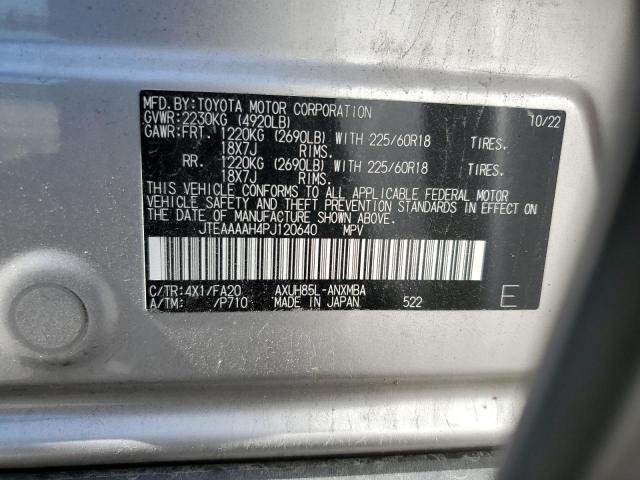 MFD.BY:TOYOTA MOTOR CORPORATION 10/22
GVWR:2230KG (4920LB)
GAWR:FRT. 1220KG (2690LB) WITH 225/60R18 TIRES.
18X7J RIMS.
RR. 1220KG (2690LB) WITH 225/60R18 TIRES.
18X7J RIMS.
THIS VEHICLE CONFORMS TO ALL APPLICABLE FEDERAL MOTOR
VEHICLE SAFETY AND THEFT PREVENTION STANDARDS IN EFFECT ON
THE DATE OF MANUFACTURE SHOWN ABOVE.
JTEAAAAH4PJ120640 MPV
C/TR:4X1/FA20 AXUH85L-ANXMBA
A/TM: /P710 MADE IN JAPAN 522 E